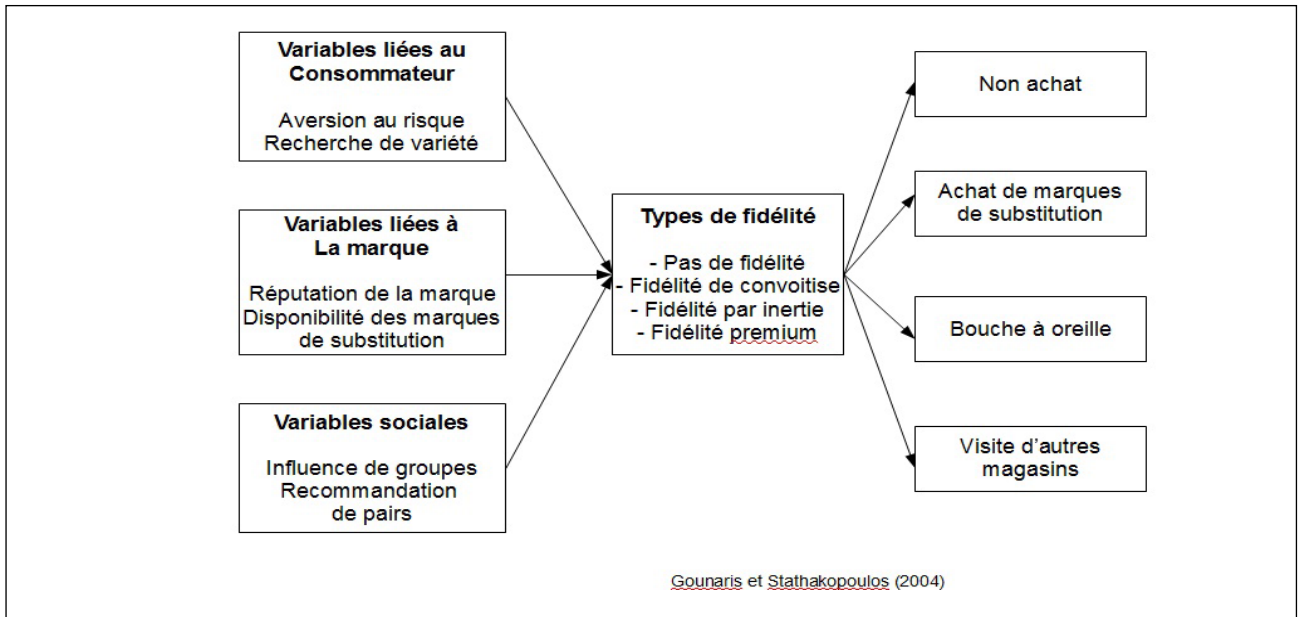 Variables liées au
Consommateur
Aversion au risque
Recherche de variété
Variables liées à
La marque
Réputation de la marque
Disponibilité des marques
de substitution
Variables sociales
Influence de groupes
Recommandation
de pairs
Types de fidélité
- Pas de fidélité
- Fidélité de convoitise
- Fidélité par inertie
- Fidélité premium
Non achat
Achat de marques
de substitution
Bouche à oreille
Visite d'autres
magasins
Gounaris et Stathakopoulos (2004)